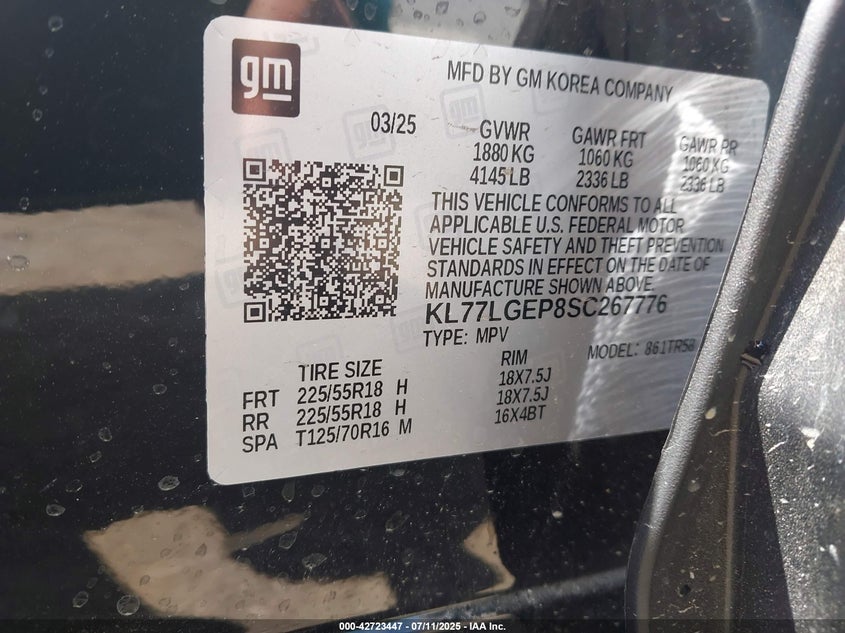 gm
MFD BY GM KOREA COMPANY
03/25
GVWR GAWR FRT GAWR RR
1880 KG 1060 KG 1060 KG
4145 LB 2336 LB 2336 LB
THIS VEHICLE CONFORMS TO ALL
APPLICABLE U.S. FEDERAL MOTOR
VEHICLE SAFETY AND THEFT PREVENTION
STANDARDS IN EFFECT ON THE DATE OF
MANUFACTURE SHOWN ABOVE.
KL77LGEP8SC267776
TYPE: MPV MODEL: 861TR58
TIRE SIZE RIM
FRT 225/55R18 H 18X7.5J
RR 225/55R18 H 18X7.5J
SPA T125/70R16 M 16X4BT
000-42723447 - 07/11/2025 - IAA Inc.